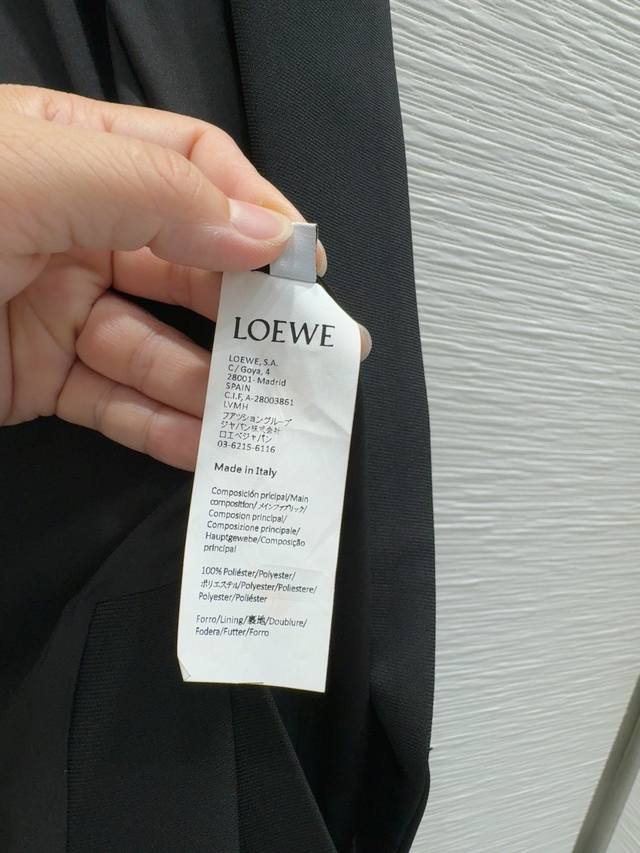 LOEWE
LOEWE, S.A.
C/Goya, 4
28001- Madrid
SPAIN
C.I.F, A-28003861
LVMH
ファッショングループ
ジャパン株式会社
ロエベジャパン
03-6215-6116
Made in Italy
Composición pricipal/Main
composition/メインファブリック/
Composion principal/
Composizione principale/
Hauptgewebe/Composição
principal
100% Poliéster/Polyester/
ポリエステル/Polyester/Poliestere/
Polyester/Poliéster
Forro/Lining/裏地/Doublure/
Fodera/Futter/Forro